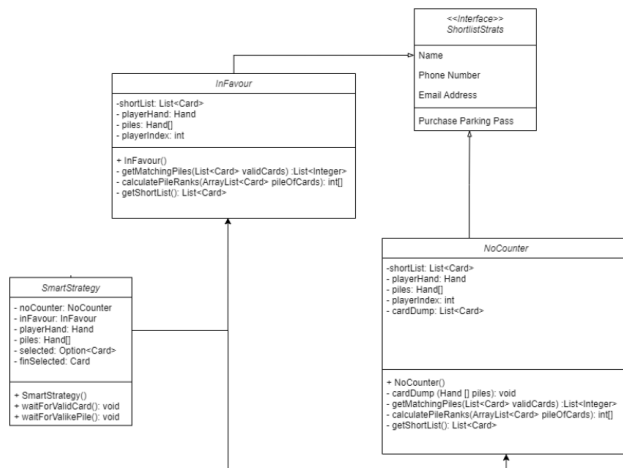 <<Interface>>
ShortlistStrats
Name
Phone Number
Email Address
Purchase Parking Pass
InFavour
-shortList: List<Card>
- playerHand: Hand
- piles: Hand[]
- playerIndex: int
+ InFavour()
- getMatchingPiles(List<Card> validCards) :List<Integer>
- calculatePileRanks(ArrayList<Card> pileOfCards): int[]
- getShortList(): List<Card>
SmartStrategy
- noCounter: NoCounter
- inFavour: InFavour
- playerHand: Hand
- piles: Hand[]
- selected: Option<Card>
- finSelected: Card
+ SmartStrategy()
+ waitForValidCard(): void
+ waitForValikePile(): void
NoCounter
-shortList: List<Card>
- playerHand: Hand
- piles: Hand[]
- playerIndex: int
- cardDump: List<Card>
+ NoCounter()
- cardDump (Hand [] piles): void
- getMatchingPiles(List<Card> validCards) :List<Integer>
- calculatePileRanks(ArrayList<Card> pileOfCards): int[]
- getShortList(): List<Card>